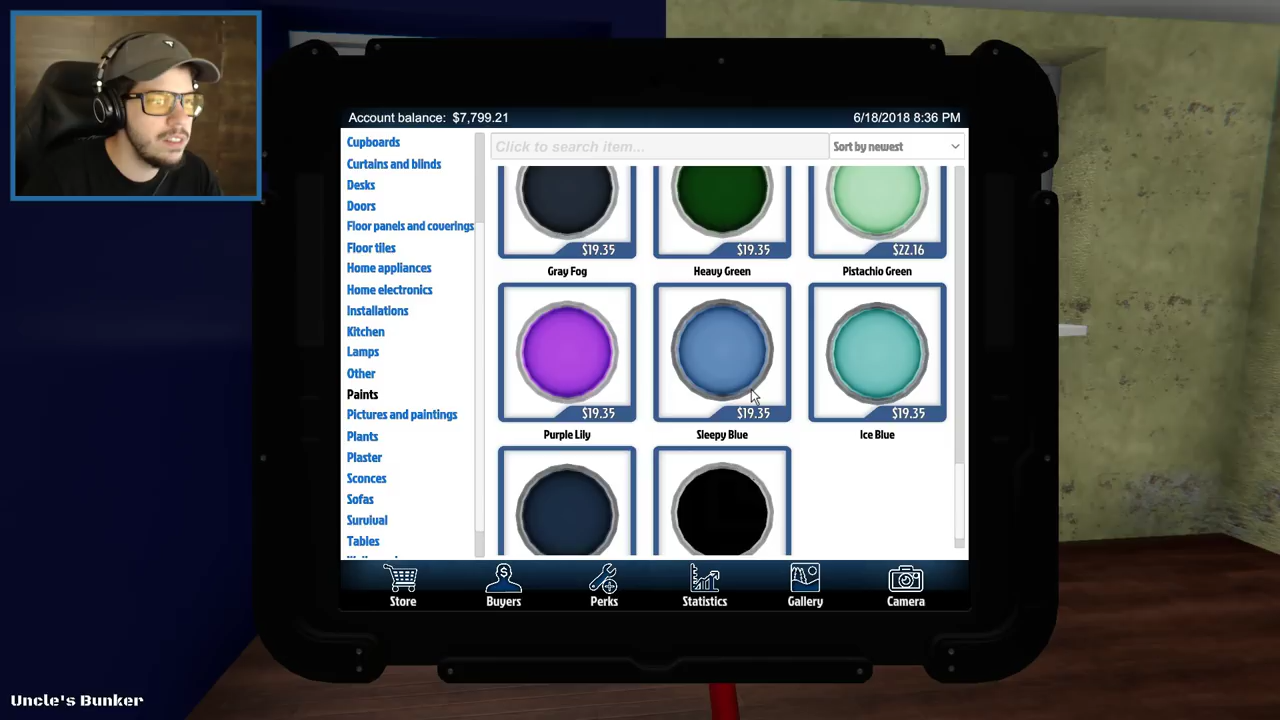 Account balance: $7,799.21
6/18/2018 8:36 PM
Cupboards
Curtains and blinds
Desks
Doors
Floor panels and coverings
Floor tiles
Home appliances
Home electronics
Installations
Kitchen
Lamps
Other
Paints
Pictures and paintings
Plants
Plaster
Sconces
Sofas
Survival
Tables
Click to search item...
Sort by newest
$19.35
$19.35
$22.16
Gray Fog
Heavy Green
Pistachio Green
$19.35
$19.35
$19.35
Purple Lily
Sleepy Blue
Ice Blue
Store
Buyers
Perks
Statistics
Gallery
Camera
Uncle's Bunker